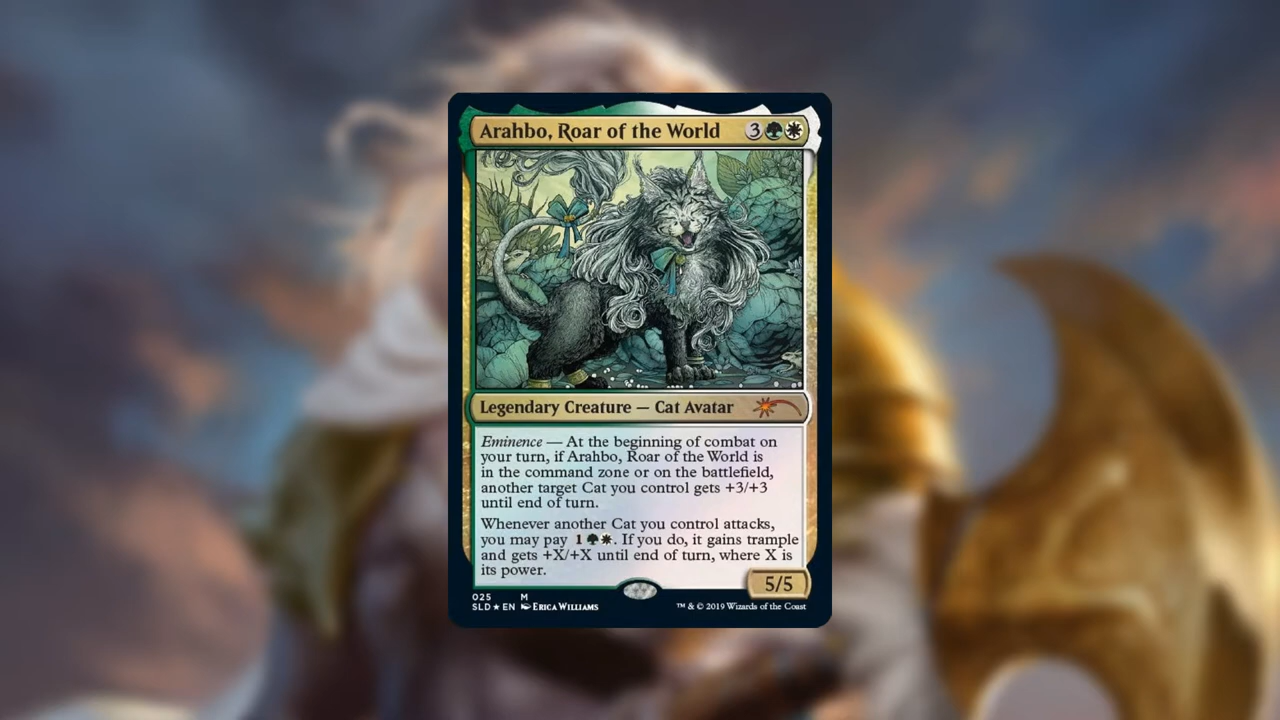 Arahbo, Roar of the World 3
Legendary Creature — Cat Avatar
Eminence — At the beginning of combat on
your turn, if Arahbo, Roar of the World is
in the command zone or on the battlefield,
another target Cat you control gets +3/+3
until end of turn.
Whenever another Cat you control attacks,
you may pay 1 . If you do, it gains trample
and gets +X/+X until end of turn, where X is
its power.
5/5
025 M
SLD ★ EN ERICA WILLIAMS
™ & © 2019 Wizards of the Coast